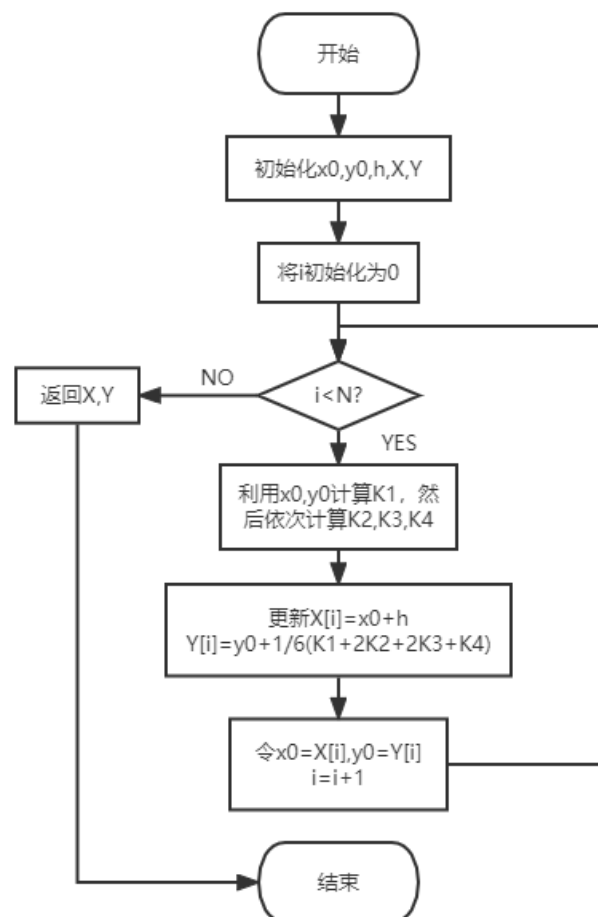 开始
初始化x0,y0,h,X,Y
将i初始化为0
i<N?
NO
返回X,Y
YES
利用x0,y0计算K1，然
后依次计算K2,K3,K4
更新X[i]=x0+h
Y[i]=y0+1/6(K1+2K2+2K3+K4)
令x0=X[i],y0=Y[i]
i=i+1
结束